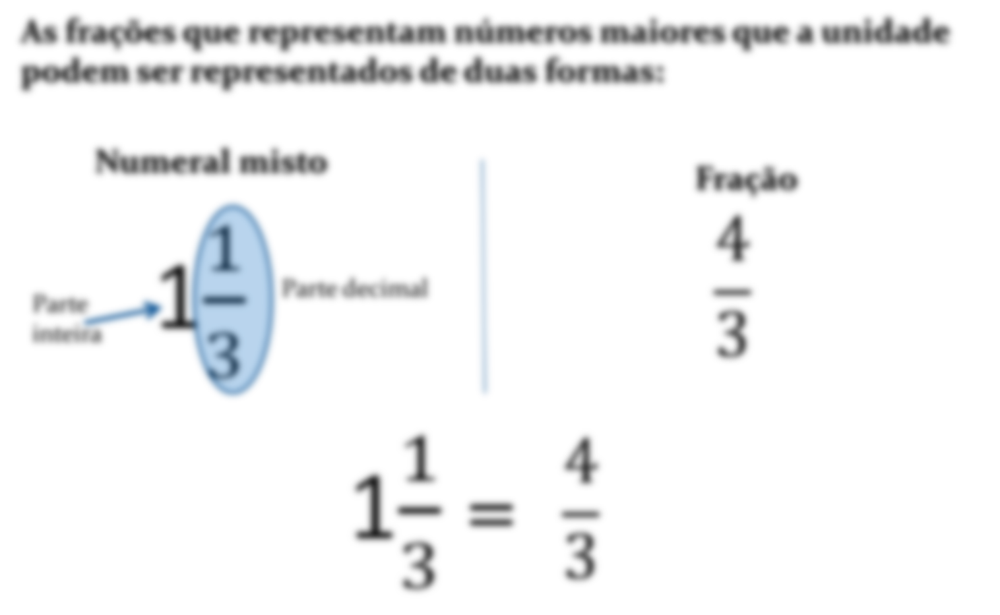 As frações que representam números maiores que a unidade
podem ser representados de duas formas:
Numeral misto
Fração
Parte
inteira
1 1/3
Parte decimal
4/3
1 1/3 = 4/3